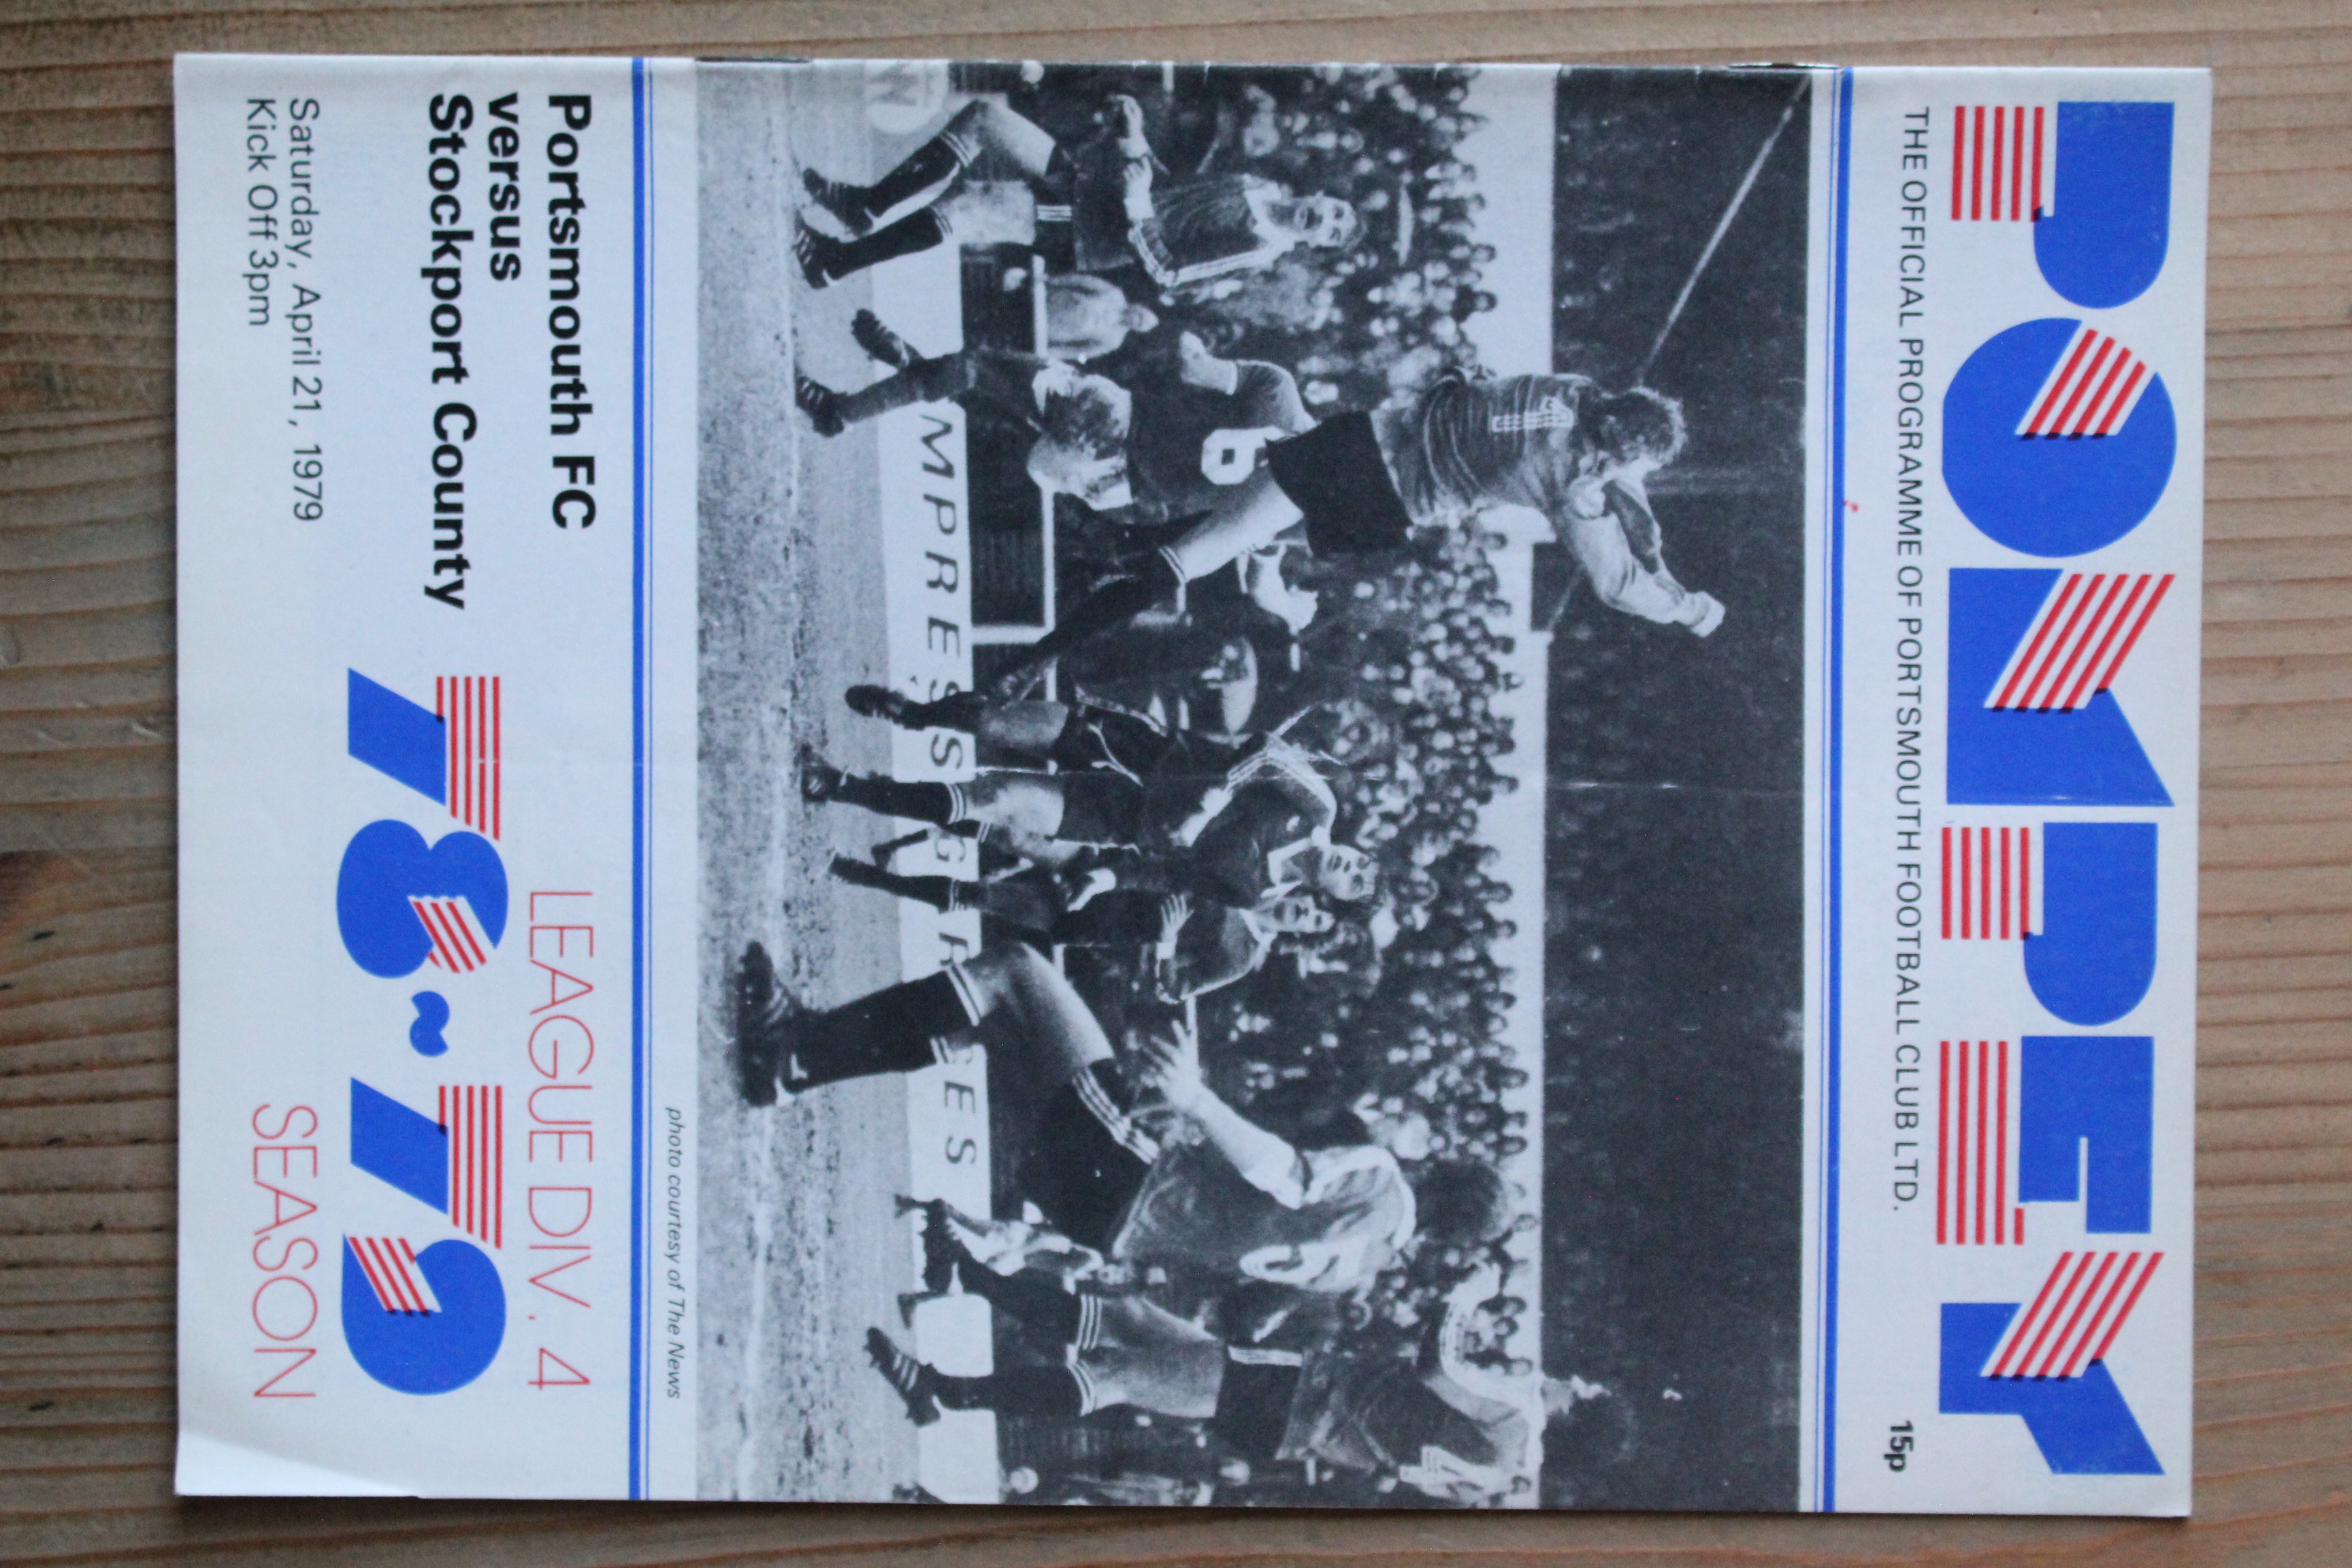 POMPEY
THE OFFICIAL PROGRAMME OF PORTSMOUTH FOOTBALL CLUB LTD.
15p
6
photo courtesy of The News
Portsmouth FC
versus
Stockport County
Saturday, April 21, 1979
Kick Off 3pm
LEAGUE DIV. 4
78·79
SEASON